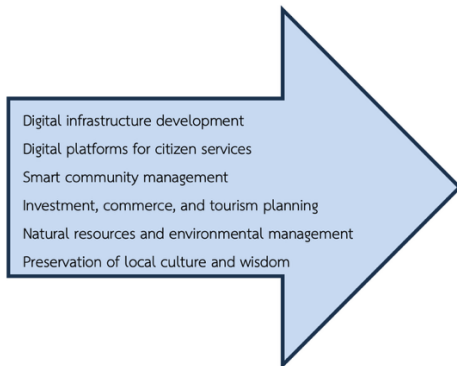 Digital infrastructure development
Digital platforms for citizen services
Smart community management
Investment, commerce, and tourism planning
Natural resources and environmental management
Preservation of local culture and wisdom